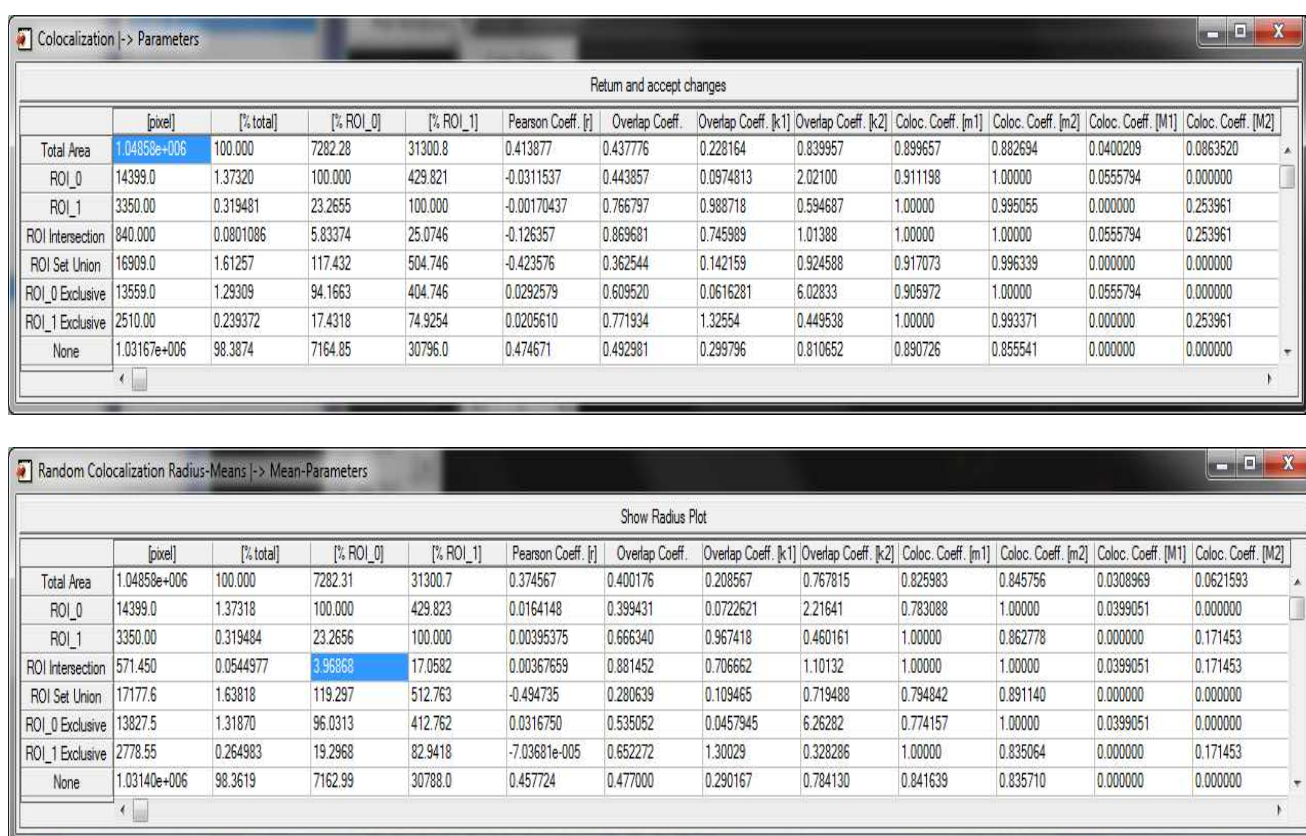 Colocalization |-> Parameters
Return and accept changes
[pixel] [% total] [% ROI_0] [% ROI_1] Pearson Coeff. [r] Overlap Coeff. Overlap Coeff. [k1] Overlap Coeff. [k2] Coloc. Coeff. [m1] Coloc. Coeff. [m2] Coloc. Coeff. [M1] Coloc. Coeff. [M2]
Total Area 1.04858e+006 100.000 7282.28 31300.8 0.413877 0.437776 0.228164 0.839957 0.899657 0.882694 0.0400209 0.0863520
ROI_0 14399.0 1.37320 100.000 429.821 -0.0311537 0.443857 0.0974813 2.02100 0.911198 1.00000 0.0555794 0.000000
ROI_1 3350.00 0.319481 23.2655 100.000 -0.00170437 0.766797 0.988718 0.594687 1.00000 0.995055 0.000000 0.253961
ROI Intersection 840.000 0.0801086 5.83374 25.0746 -0.126357 0.869681 0.745989 1.01388 1.00000 1.00000 0.0555794 0.253961
ROI Set Union 16909.0 1.61257 117.432 504.746 -0.423576 0.362544 0.142159 0.924588 0.917073 0.996339 0.000000 0.000000
ROI_0 Exclusive 13559.0 1.29309 94.1663 404.746 0.0292579 0.609520 0.0616281 6.02833 0.905972 1.00000 0.0555794 0.000000
ROI_1 Exclusive 2510.00 0.239372 17.4318 74.9254 0.0205610 0.771934 1.32554 0.449538 1.00000 0.993371 0.000000 0.253961
None 1.03167e+006 98.3874 7164.85 30796.0 0.474671 0.492981 0.299796 0.810652 0.890726 0.855541 0.000000 0.000000
Random Colocalization Radius-Means |-> Mean-Parameters
Show Radius Plot
[pixel] [% total] [% ROI_0] [% ROI_1] Pearson Coeff. [r] Overlap Coeff. Overlap Coeff. [k1] Overlap Coeff. [k2] Coloc. Coeff. [m1] Coloc. Coeff. [m2] Coloc. Coeff. [M1] Coloc. Coeff. [M2]
Total Area 1.04858e+006 100.000 7282.31 31300.7 0.374567 0.400176 0.208567 0.767815 0.825983 0.845756 0.0308969 0.0621593
ROI_0 14399.0 1.37318 100.000 429.823 0.0164148 0.399431 0.0722621 2.21641 0.783088 1.00000 0.0399051 0.000000
ROI_1 3350.00 0.319484 23.2656 100.000 0.00395375 0.666340 0.967418 0.460161 1.00000 0.862778 0.000000 0.171453
ROI Intersection 571.450 0.0544977 3.96868 17.0582 0.00367659 0.881452 0.706662 1.10132 1.00000 1.00000 0.0399051 0.171453
ROI Set Union 17177.6 1.63818 119.297 512.763 -0.494735 0.280639 0.109465 0.719488 0.794842 0.891140 0.000000 0.000000
ROI_0 Exclusive 13827.5 1.31870 96.0313 412.762 0.0316750 0.535052 0.0457945 6.26282 0.774157 1.00000 0.0399051 0.000000
ROI_1 Exclusive 2778.55 0.264983 19.2968 82.9418 -7.03681e-005 0.652272 1.30029 0.328286 1.00000 0.835064 0.000000 0.171453
None 1.03140e+006 98.3619 7162.99 30788.0 0.457724 0.477000 0.290167 0.784130 0.841639 0.835710 0.000000 0.000000